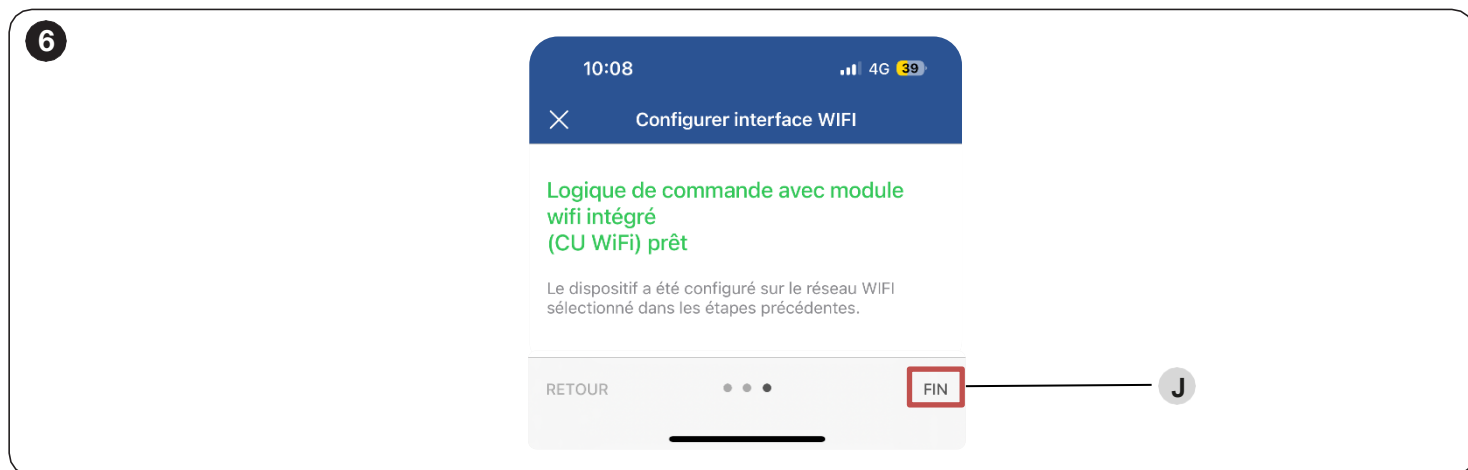 6
10:08
4G 39
Configurer interface WIFI
Logique de commande avec module
wifi intégré
(CU WiFi) prêt
Le dispositif a été configuré sur le réseau WIFI
sélectionné dans les étapes précédentes.
RETOUR
FIN
J